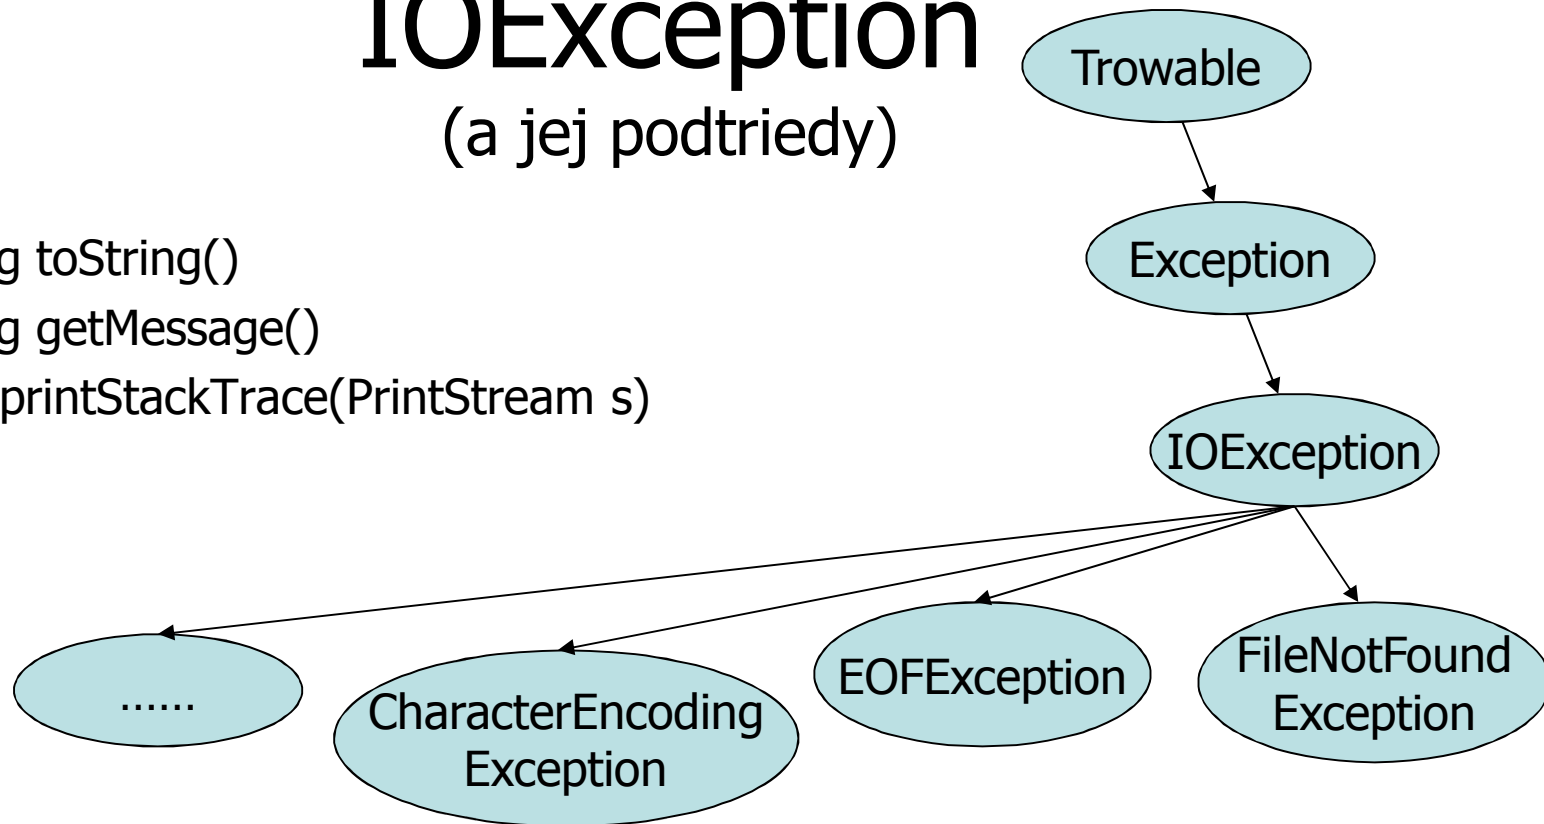 IOException
(a jej podtriedy)
g toString()
g getMessage()
printStackTrace(PrintStream s)
Trowable
Exception
IOException
......
CharacterEncoding
Exception
EOFException
FileNotFound
Exception